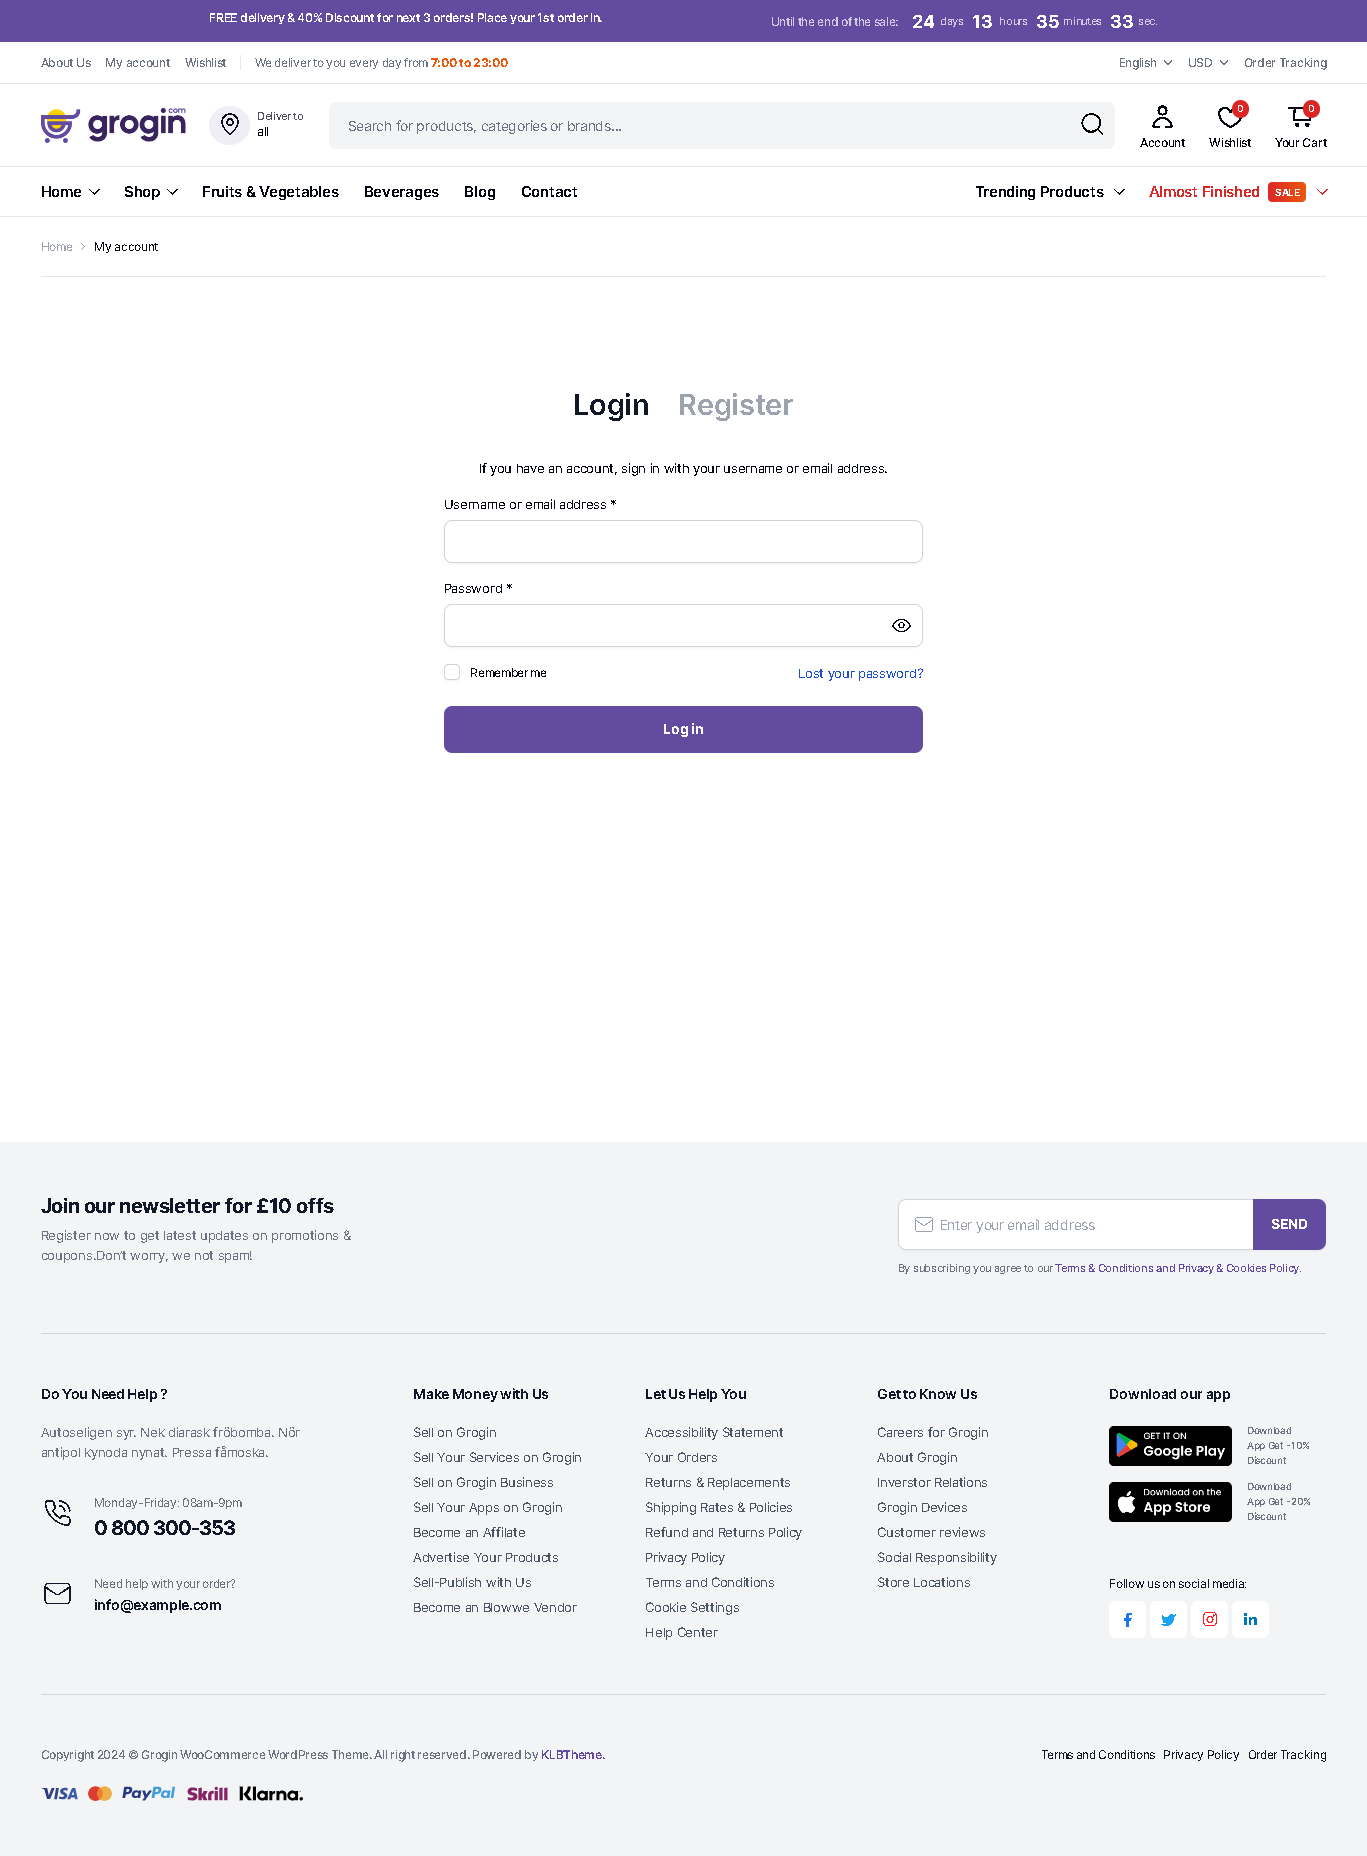 FREE delivery & 40% Discount for next 3 orders! Place your 1st order in.
Until the end of the sale: 24 days 13 hours 35 minutes 33 sec.
About Us My account Wishlist We deliver to you every day from 7:00 to 23:00
English USD Order Tracking
grogin.com
Deliver to
all
Search for products, categories or brands...
Account
0
Wishlist
0
Your Cart
Home Shop Fruits & Vegetables Beverages Blog Contact
Trending Products Almost Finished SALE
Home My account
Login Register
If you have an account, sign in with your username or email address.
Username or email address *
Password *
Remember me
Lost your password?
Log in
Join our newsletter for £10 offs
Register now to get latest updates on promotions &
coupons.Don't worry, we not spam!
Enter your email address
SEND
By subscribing you agree to our Terms & Conditions and Privacy & Cookies Policy.
Do You Need Help ?
Autoseligen syr. Nek diarask fröbomba. Nör
antipol kynoda nynat. Pressa fåmoska.
Monday-Friday: 08am-9pm
0 800 300-353
Need help with your order?
info@example.com
Make Money with Us
Sell on Grogin
Sell Your Services on Grogin
Sell on Grogin Business
Sell Your Apps on Grogin
Become an Affilate
Advertise Your Products
Sell-Publish with Us
Become an Blowwe Vendor
Let Us Help You
Accessibility Statement
Your Orders
Returns & Replacements
Shipping Rates & Policies
Refund and Returns Policy
Privacy Policy
Terms and Conditions
Cookie Settings
Help Center
Get to Know Us
Careers for Grogin
About Grogin
Inverstor Relations
Grogin Devices
Customer reviews
Social Responsibility
Store Locations
Download our app
GET IT ON
Google Play
Download
App Get -10%
Discount
Download on the
App Store
Download
App Get -20%
Discount
Follow us on social media:
Copyright 2024 © Grogin WooCommerce WordPress Theme. All right reserved. Powered by KLBTheme.
Terms and Conditions Privacy Policy Order Tracking
VISA PayPal Skrill Klarna.